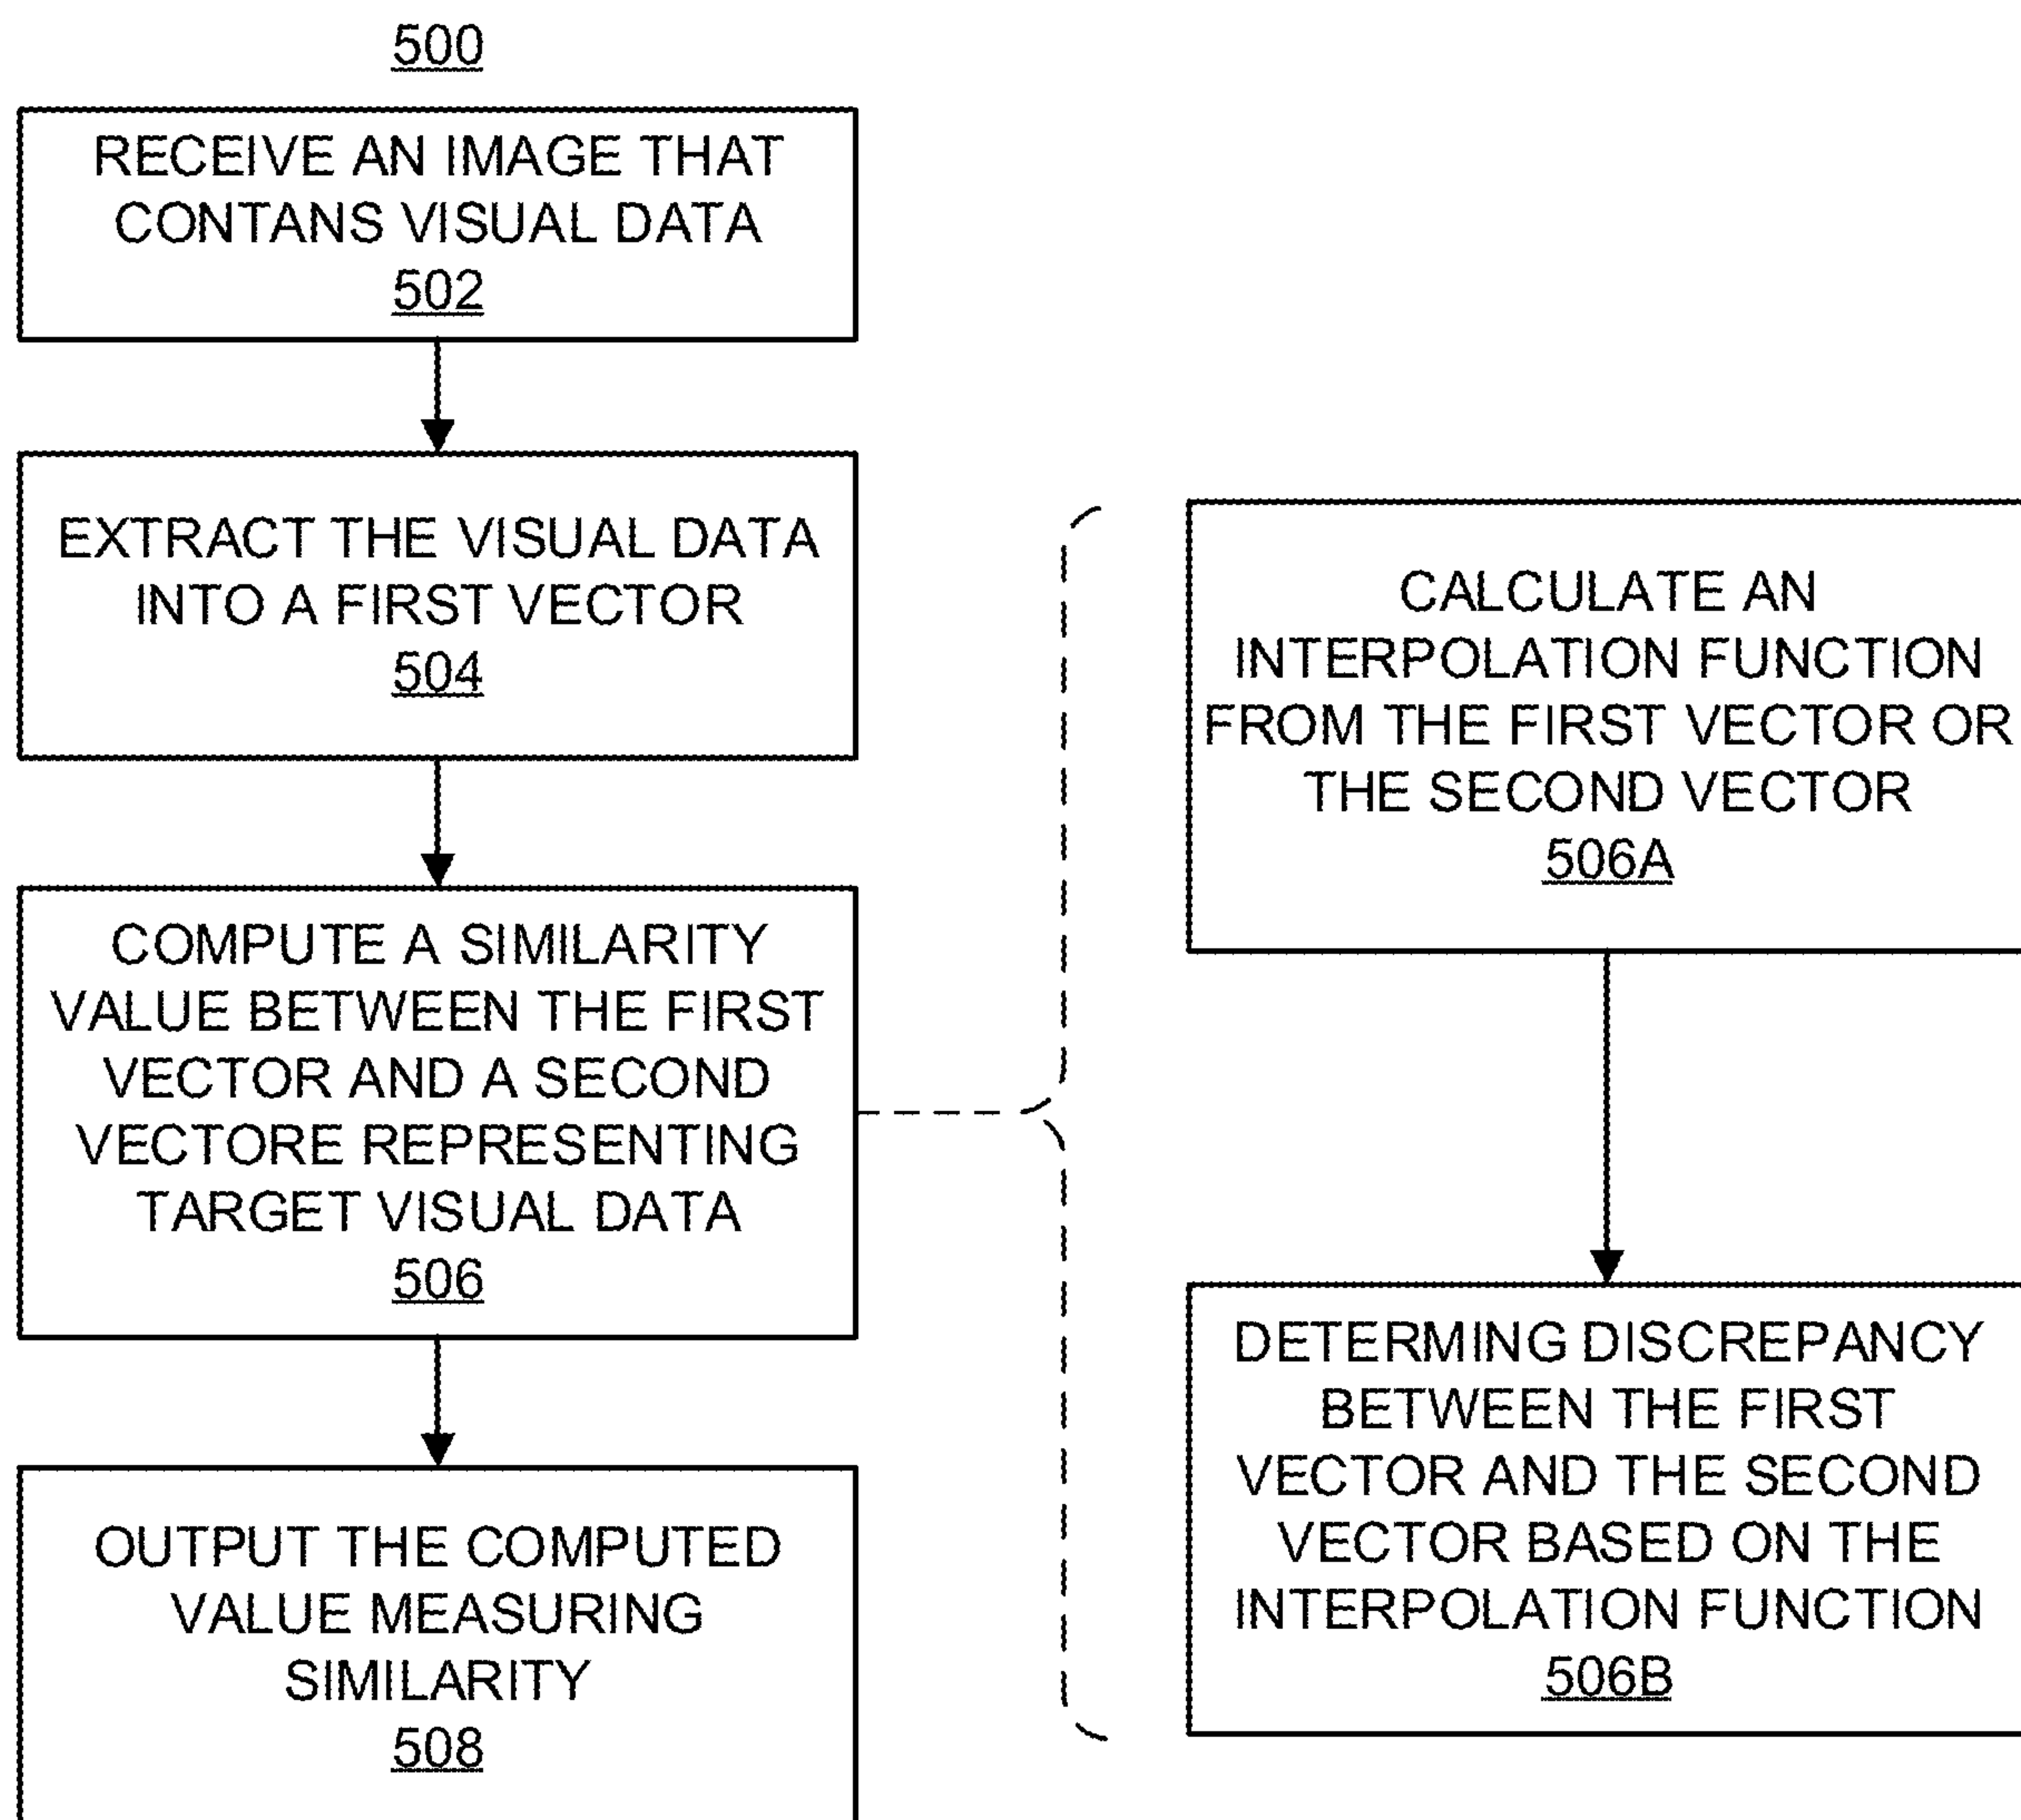 500
RECEIVE AN IMAGE THAT
CONTANS VISUAL DATA
502
EXTRACT THE VISUAL DATA
INTO A FIRST VECTOR
504
COMPUTE A SIMILARITY
VALUE BETWEEN THE FIRST
VECTOR AND A SECOND
VECTORE REPRESENTING
TARGET VISUAL DATA
506
OUTPUT THE COMPUTED
VALUE MEASURING
SIMILARITY
508
CALCULATE AN
INTERPOLATION FUNCTION
FROM THE FIRST VECTOR OR
THE SECOND VECTOR
506A
DETERMING DISCREPANCY
BETWEEN THE FIRST
VECTOR AND THE SECOND
VECTOR BASED ON THE
INTERPOLATION FUNCTION
506B